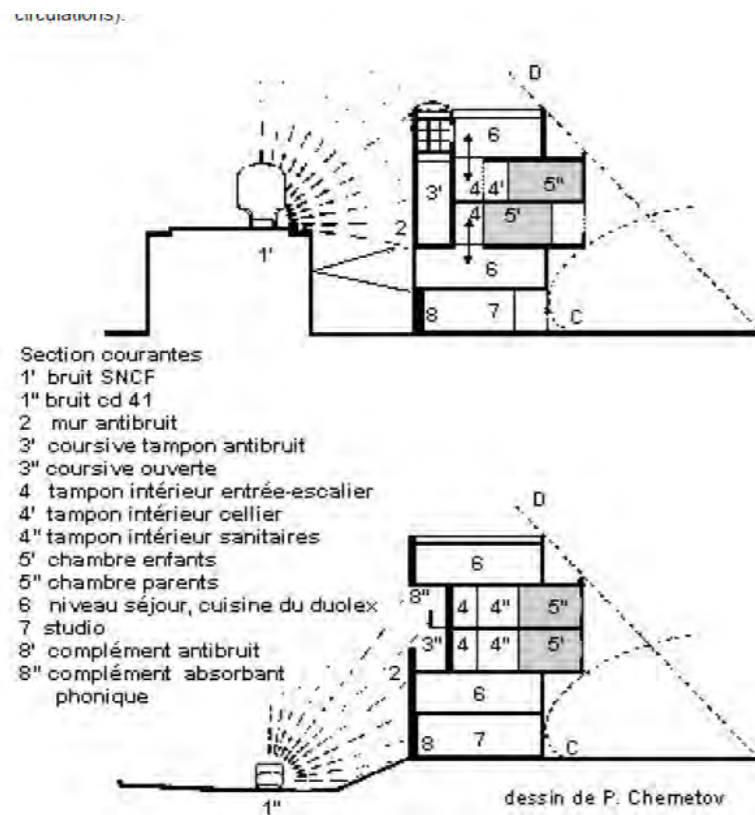 circulations).
D
6
3'
4 4' 5"
4 5'
2
1'
6
8 7 C
Section courantes
1' bruit SNCF
1" bruit cd 41
2 mur antibruit
3' coursive tampon antibruit
3" coursive ouverte
4 tampon intérieur entrée-escalier
4' tampon intérieur cellier
4" tampon intérieur sanitaires
5' chambre enfants
5" chambre parents
6 niveau séjour, cuisine du duolex
7 studio
8' complément antibruit
8" complément absorbant
phonique
D
6
8"
4 4" 5"
3" 4 4" 5'
2
6
8 7 C
1"
dessin de P. Chemetov